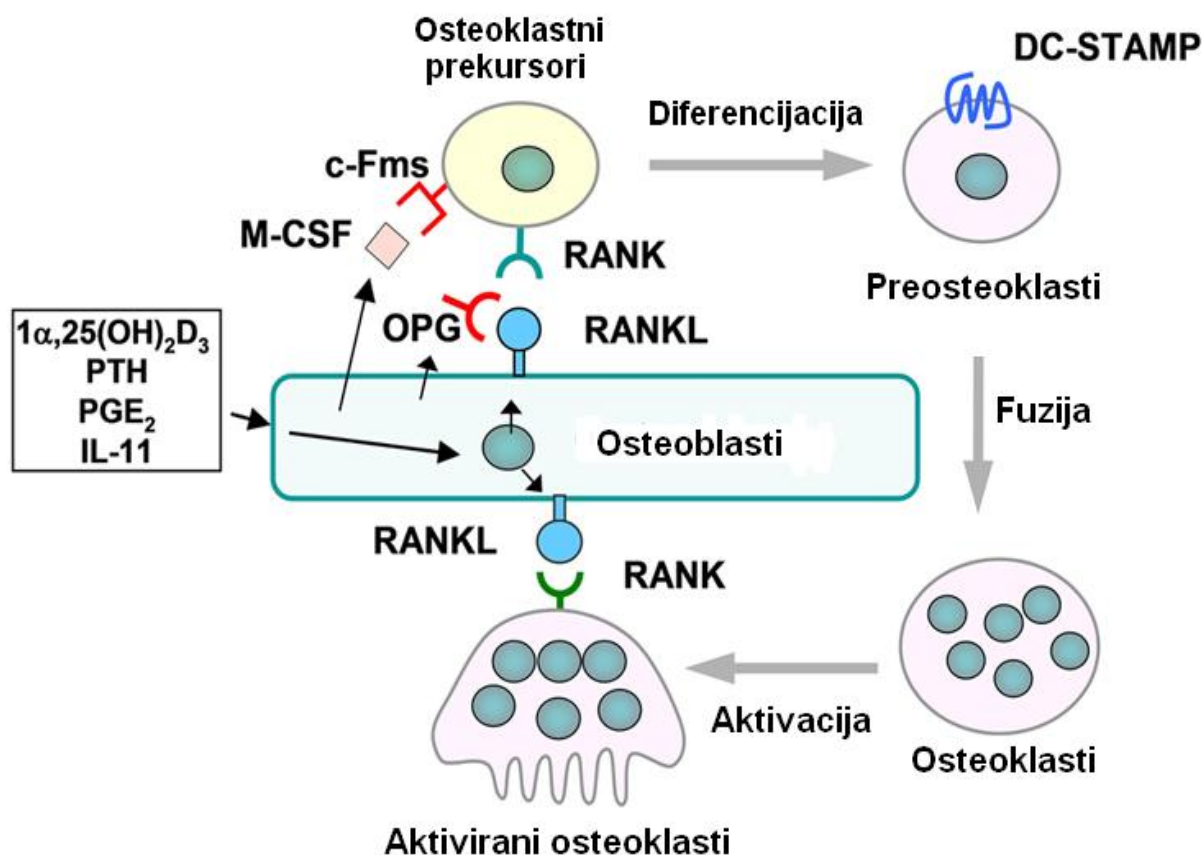 Osteoklastni
prekursori
DC-STAMP
Diferencijacija
c-Fms
M-CSF
RANK
Preosteoklasti
OPG
RANKL
1α,25(OH)₂D₃
PTH
PGE₂
IL-11
Fuzija
Osteoblasti
RANKL
RANK
Aktivacija
Osteoklasti
Aktivirani osteoklasti